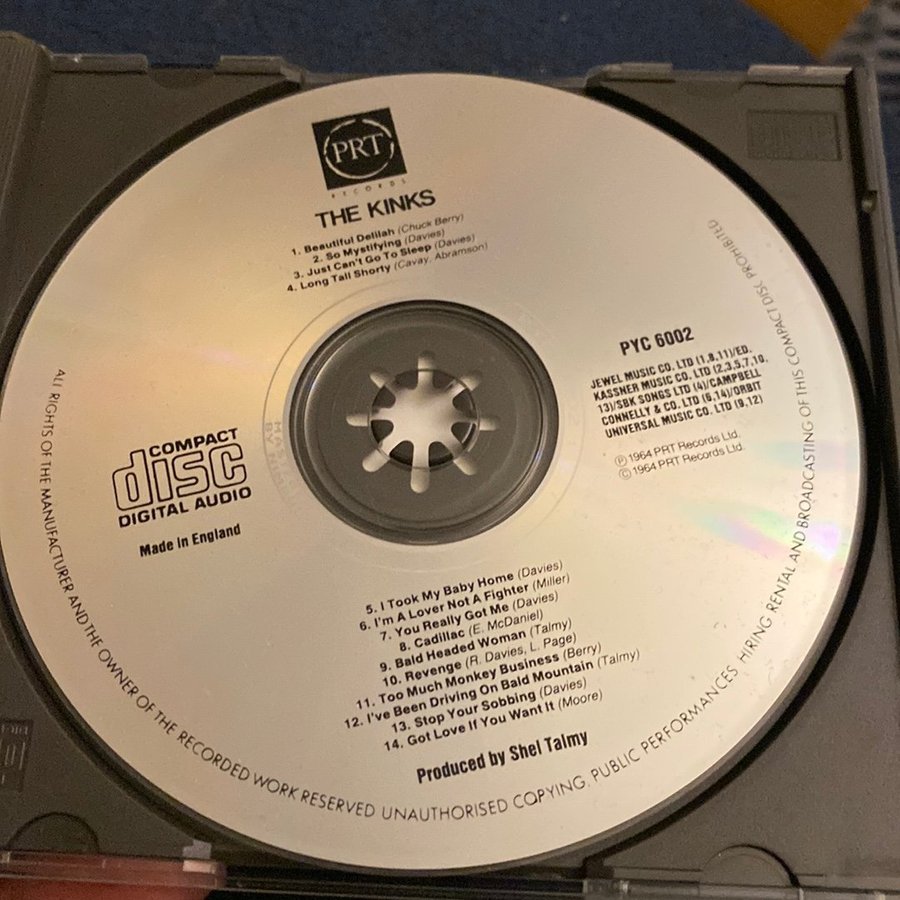 PRT
RECORDS
THE KINKS
1. Beautiful Delilah (Chuck Berry)
2. So Mystifying (Davies)
3. Just Can't Go To Sleep (Davies)
4. Long Tall Shorty (Cavay, Abramson)
PYC 6002
JEWEL MUSIC CO. LTD (1,8,11)/ED.
KASSNER MUSIC CO. LTD (2,3,5,7,10,
13)/SBK SONGS LTD (4)/CAMPBELL
CONNELLY & CO. LTD (6,14)/ORBIT
UNIVERSAL MUSIC CO. LTD (9,12)
Ⓟ 1964 PRT Records Ltd.
© 1964 PRT Records Ltd.
COMPACT
disc
DIGITAL AUDIO
Made in England
5. I Took My Baby Home (Davies)
6. I'm A Lover Not A Fighter (Miller)
7. You Really Got Me (Davies)
8. Cadillac (E. McDaniel)
9. Bald Headed Woman (Talmy)
10. Revenge (R. Davies, L. Page)
11. Too Much Monkey Business (Berry)
12. I've Been Driving On Bald Mountain (Talmy)
13. Stop Your Sobbing (Davies)
14. Got Love If You Want It (Moore)
Produced by Shel Talmy
ALL RIGHTS OF THE MANUFACTURER AND THE OWNER OF THE RECORDED WORK RESERVED UNAUTHORISED COPYING, PUBLIC PERFORMANCES, HIRING RENTAL AND BROADCASTING OF THIS COMPACT DISC PROHIBITED